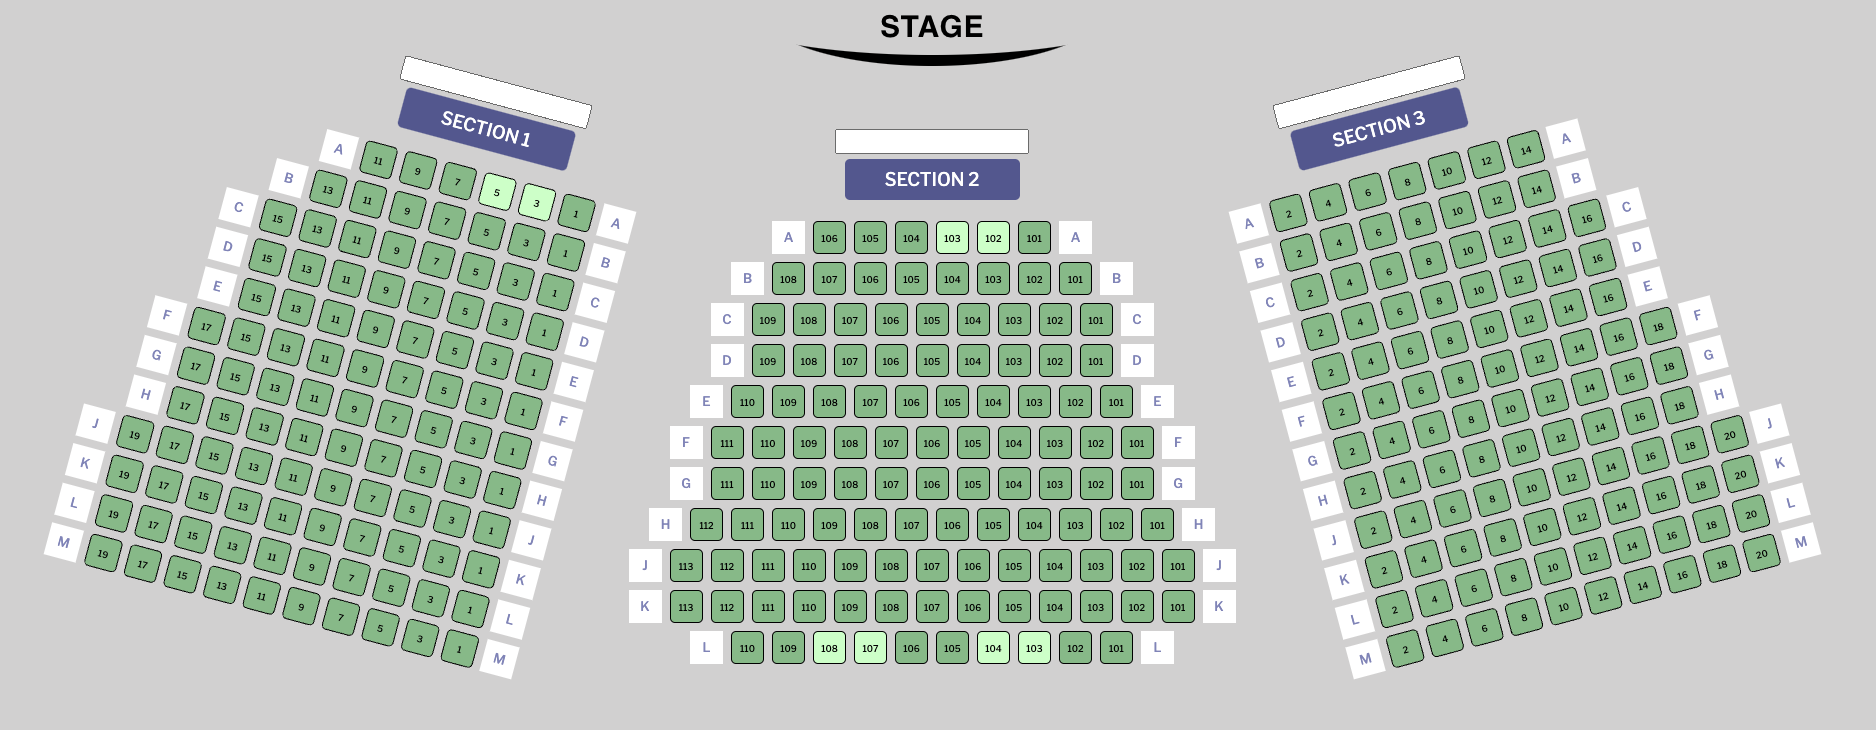 STAGE
SECTION 1
A 11 9 7 5 3 1 A
B 13 11 9 7 5 3 1 B
C 15 13 11 9 7 5 3 1 C
D 15 13 11 9 7 5 3 1 D
E 15 13 11 9 7 5 3 1 E
F 17 15 13 11 9 7 5 3 1 F
G 17 15 13 11 9 7 5 3 1 G
H 17 15 13 11 9 7 5 3 1 H
J 19 17 15 13 11 9 7 5 3 1 J
K 19 17 15 13 11 9 7 5 3 1 K
L 19 17 15 13 11 9 7 5 3 1 L
M 19 17 15 13 11 9 7 5 3 1 M
SECTION 2
A 106 105 104 103 102 101 A
B 108 107 106 105 104 103 102 101 B
C 109 108 107 106 105 104 103 102 101 C
D 109 108 107 106 105 104 103 102 101 D
E 110 109 108 107 106 105 104 103 102 101 E
F 111 110 109 108 107 106 105 104 103 102 101 F
G 111 110 109 108 107 106 105 104 103 102 101 G
H 112 111 110 109 108 107 106 105 104 103 102 101 H
J 113 112 111 110 109 108 107 106 105 104 103 102 101 J
K 113 112 111 110 109 108 107 106 105 104 103 102 101 K
L 110 109 108 107 106 105 104 103 102 101 L
SECTION 3
A 2 4 6 8 10 12 14 A
B 2 4 6 8 10 12 14 B
C 2 4 6 8 10 12 14 16 C
D 2 4 6 8 10 12 14 16 D
E 2 4 6 8 10 12 14 16 E
F 2 4 6 8 10 12 14 16 18 F
G 2 4 6 8 10 12 14 16 18 G
H 2 4 6 8 10 12 14 16 18 H
J 2 4 6 8 10 12 14 16 18 20 J
K 2 4 6 8 10 12 14 16 18 20 K
L 2 4 6 8 10 12 14 16 18 20 L
M 2 4 6 8 10 12 14 16 18 20 M